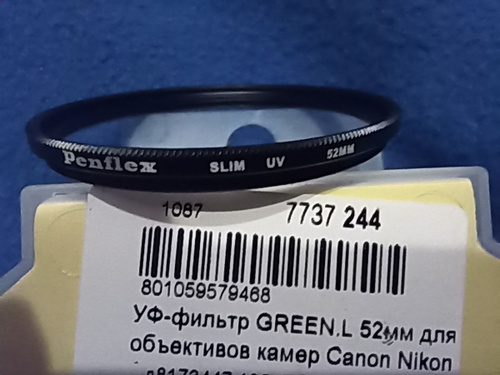 Penflex SLIM UV 52MM
1087 7737 244
801059579468
УФ-фильтр GREEN.L 52мм для
объективов камер Canon Nikon